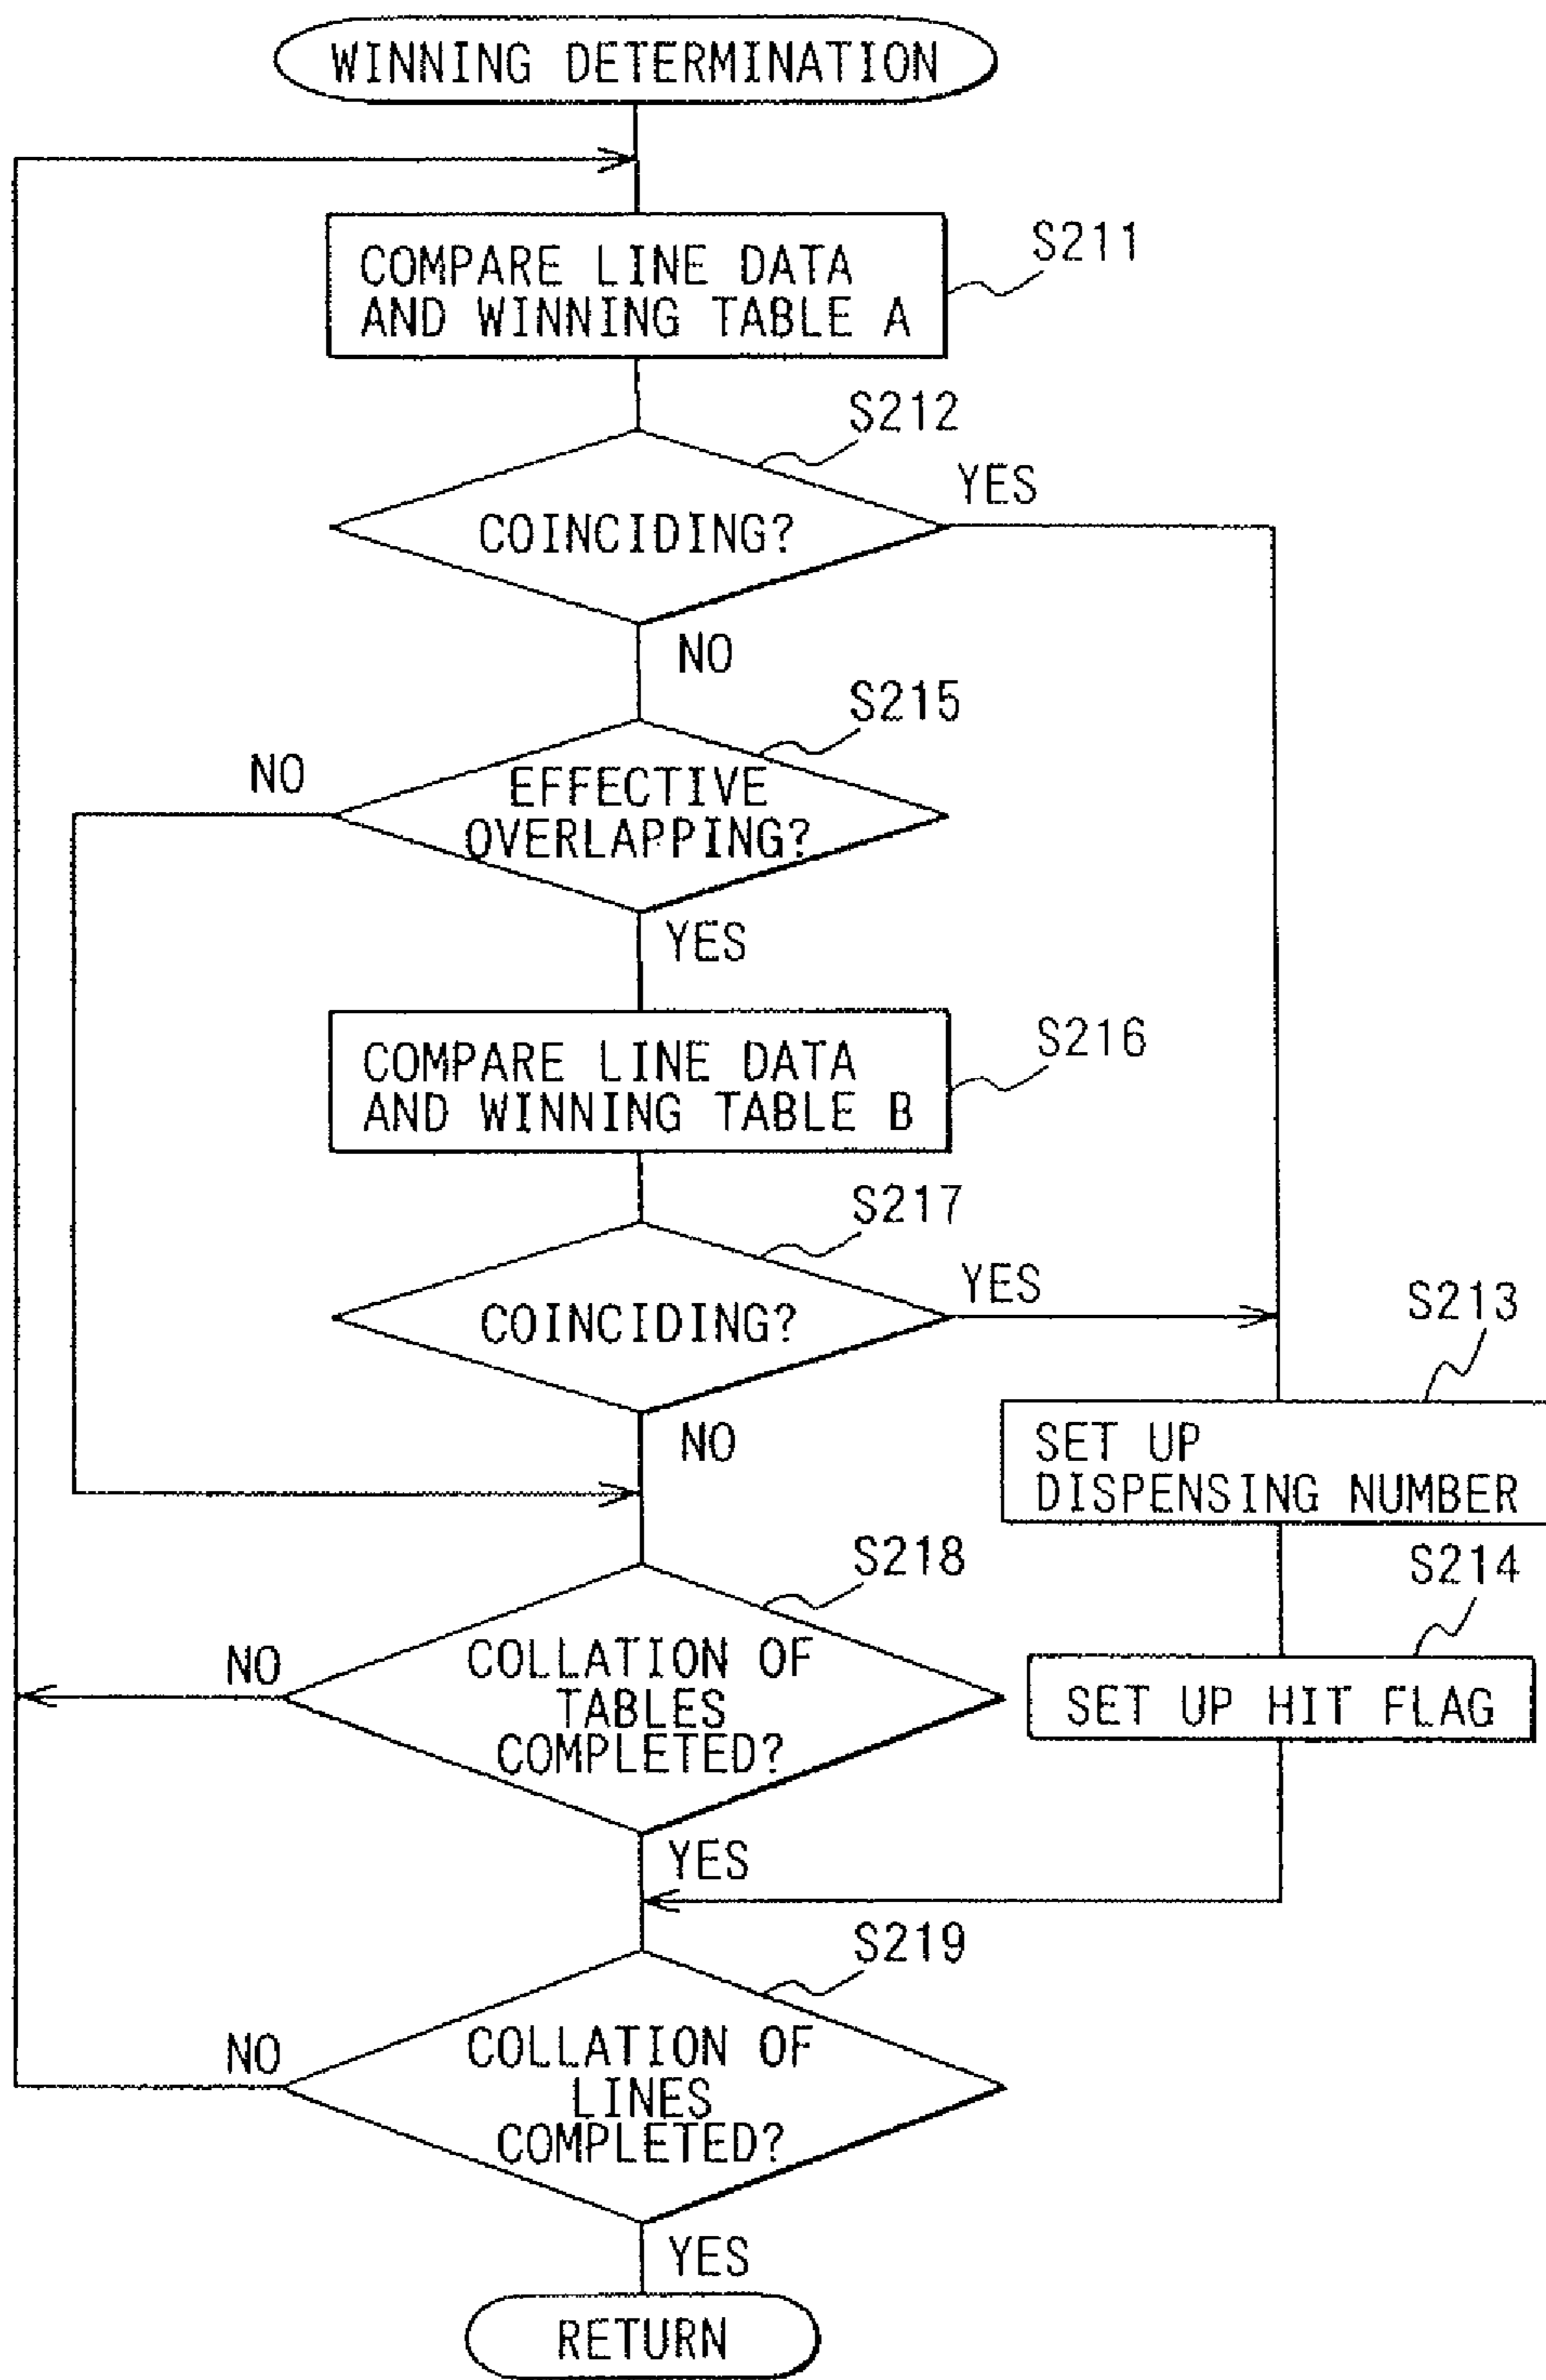 WINNING DETERMINATION
COMPARE LINE DATA
AND WINNING TABLE A
S211
S212
COINCIDING?
YES
NO
S215
EFFECTIVE
OVERLAPPING?
NO
YES
COMPARE LINE DATA
AND WINNING TABLE B
S216
S217
COINCIDING?
YES
NO
S213
SET UP
DISPENSING NUMBER
S218
COLLATION OF
TABLES
COMPLETED?
NO
YES
S214
SET UP HIT FLAG
S219
COLLATION OF
LINES
COMPLETED?
NO
YES
RETURN